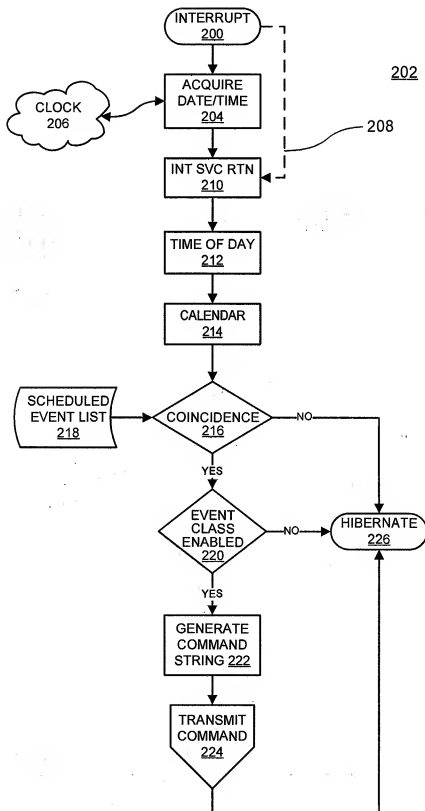 INTERRUPT
200
202
ACQUIRE
DATE/TIME
204
CLOCK
206
208
INT SVC RTN
210
TIME OF DAY
212
CALENDAR
214
SCHEDULED
EVENT LIST
218
COINCIDENCE
216
NO
YES
EVENT
CLASS
ENABLED
220
NO
HIBERNATE
226
YES
GENERATE
COMMAND
STRING 222
TRANSMIT
COMMAND
224